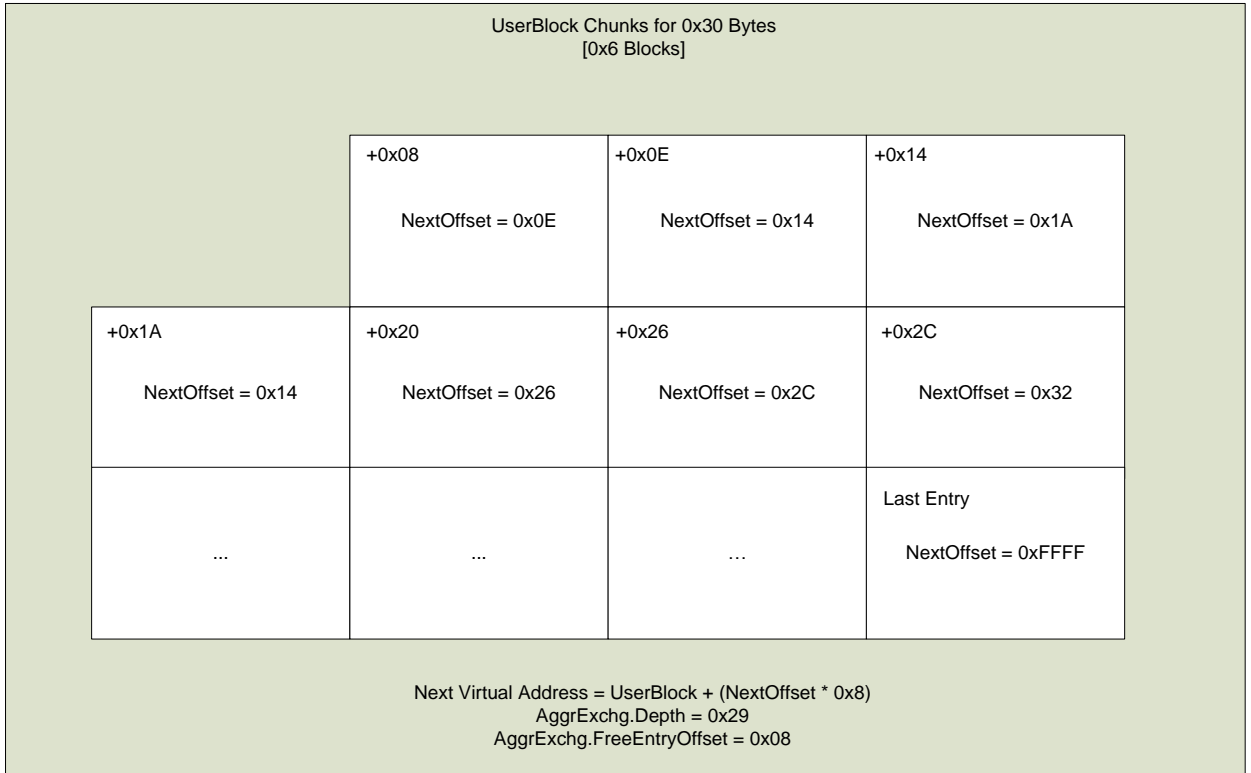 UserBlock Chunks for 0x30 Bytes
[0x6 Blocks]
+0x08
NextOffset = 0x0E
+0x0E
NextOffset = 0x14
+0x14
NextOffset = 0x1A
+0x1A
NextOffset = 0x14
+0x20
NextOffset = 0x26
+0x26
NextOffset = 0x2C
+0x2C
NextOffset = 0x32
...
...
…
Last Entry
NextOffset = 0xFFFF
Next Virtual Address = UserBlock + (NextOffset * 0x8)
AggrExchg.Depth = 0x29
AggrExchg.FreeEntryOffset = 0x08